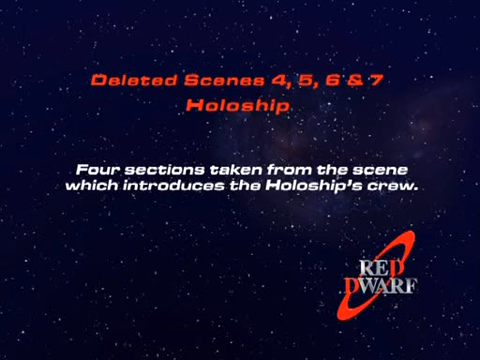 Deleted Scenes 4, 5, 6 & 7
Holoship
Four sections taken from the scene
which introduces the Holoship's crew.
RED
DWARF